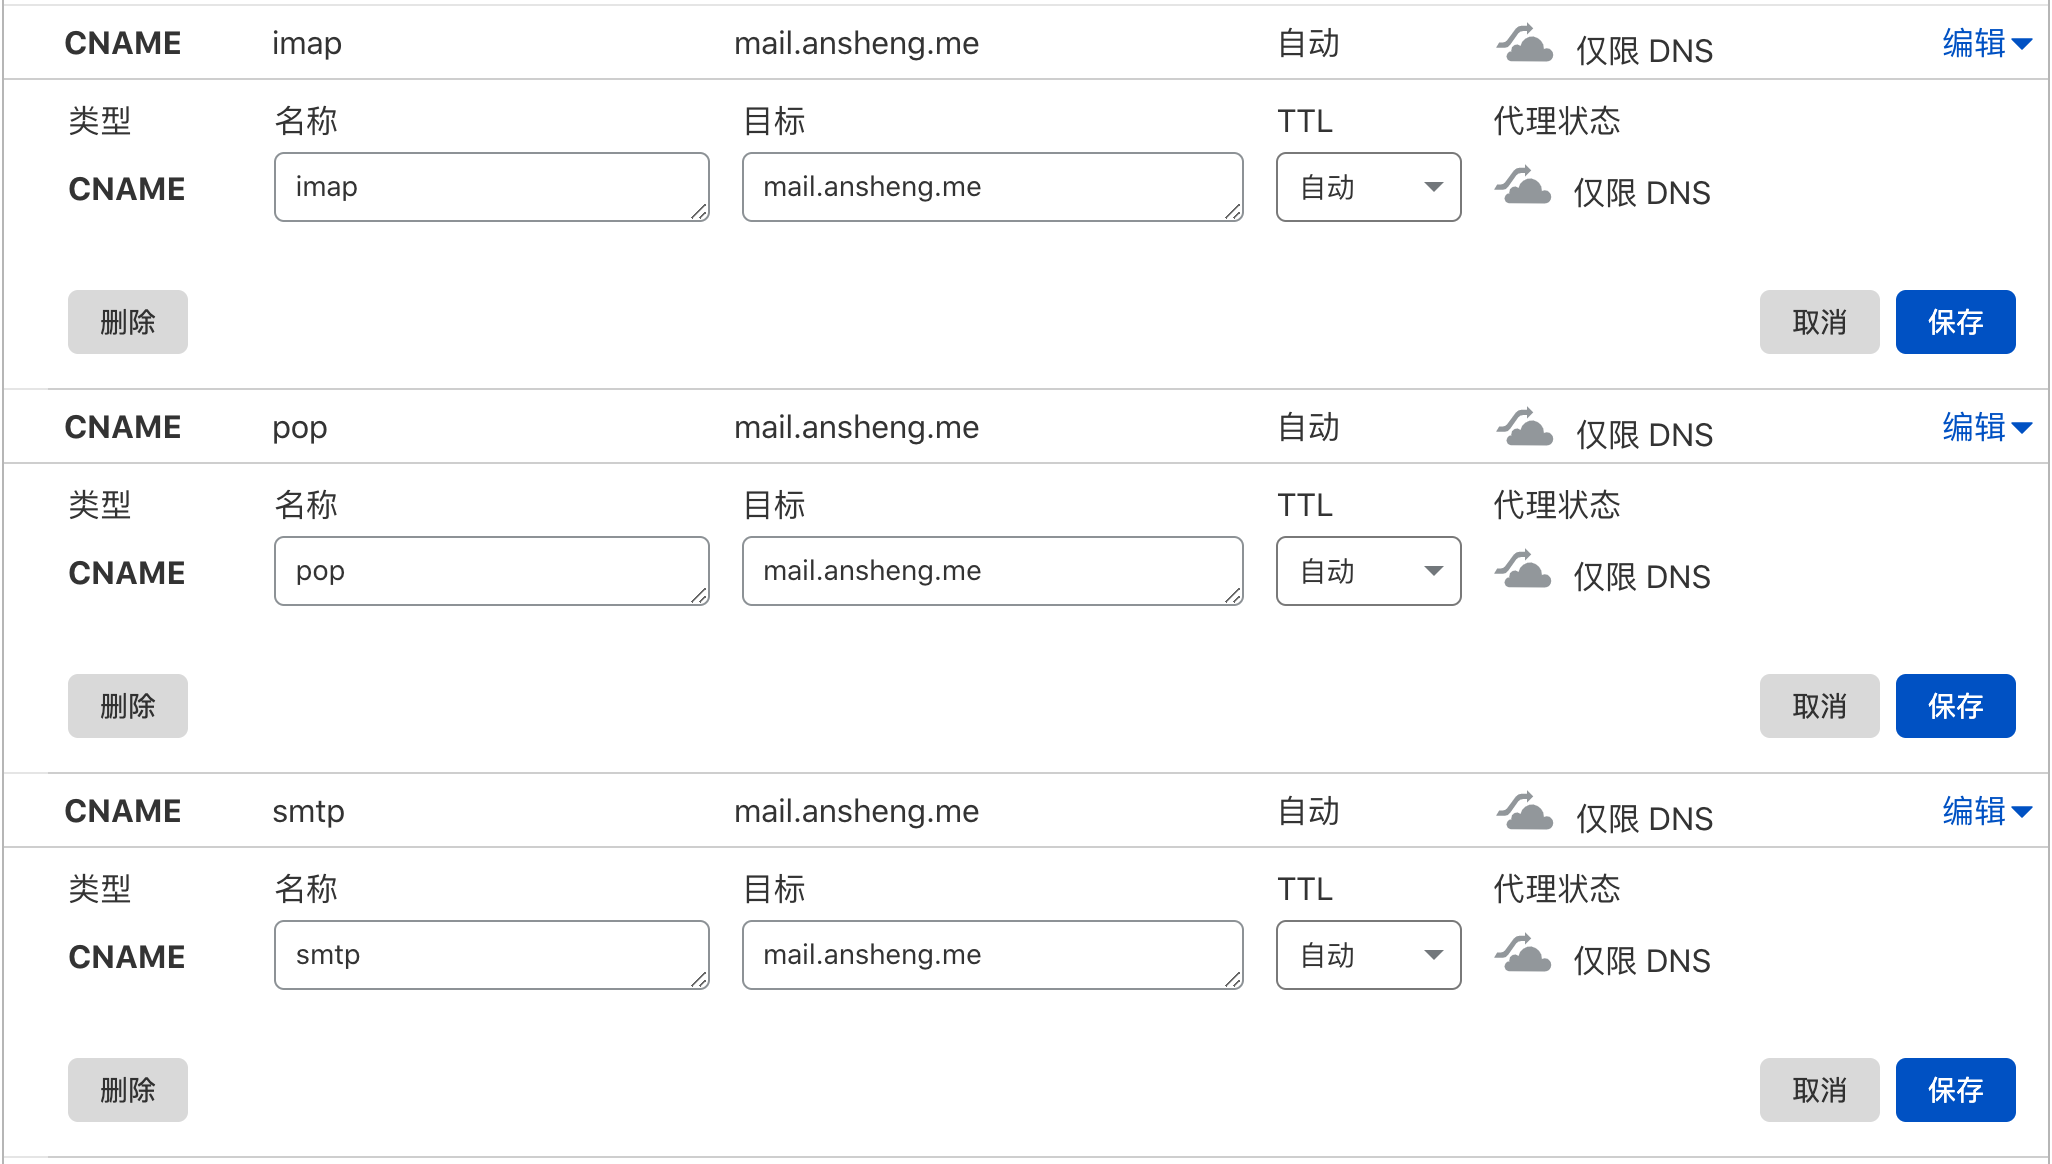 CNAME imap mail.ansheng.me 自动 仅限 DNS 编辑
类型 名称 目标 TTL 代理状态
CNAME imap mail.ansheng.me 自动 仅限 DNS
删除 取消 保存
CNAME pop mail.ansheng.me 自动 仅限 DNS 编辑
类型 名称 目标 TTL 代理状态
CNAME pop mail.ansheng.me 自动 仅限 DNS
删除 取消 保存
CNAME smtp mail.ansheng.me 自动 仅限 DNS 编辑
类型 名称 目标 TTL 代理状态
CNAME smtp mail.ansheng.me 自动 仅限 DNS
删除 取消 保存